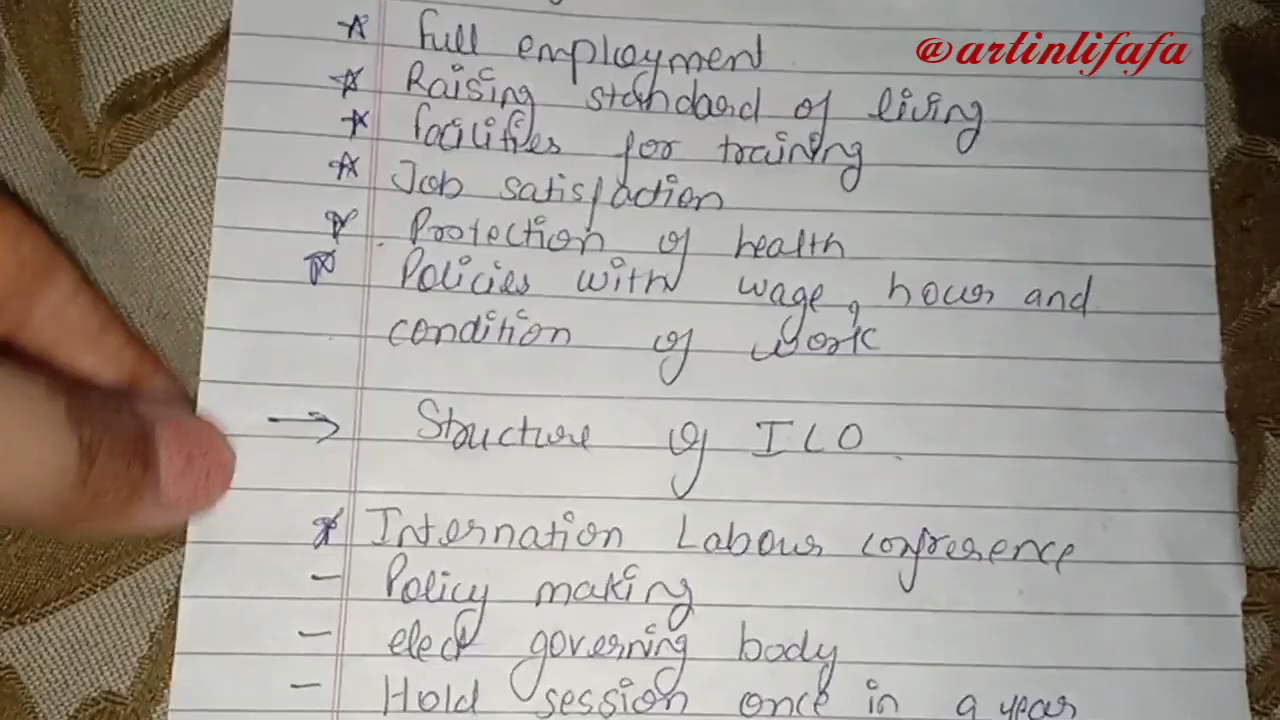 @artinlifafa
* Full employment
* Raising standard of living
* facilities for training
* Job satisfaction
* Protection of health
* Policies with wage, hour and
condition of work
→ Structure of ILO
* Internation Labour conference
- Policy making
- elect governing body
- Hold session once in a year